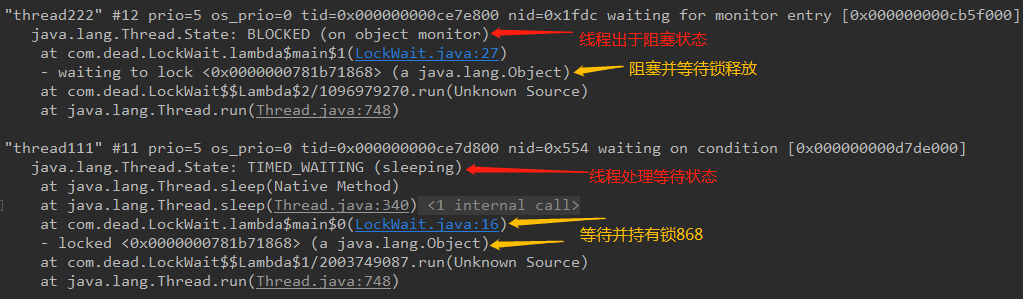 "thread222" #12 prio=5 os_prio=0 tid=0x000000000ce7e800 nid=0x1fdc waiting for monitor entry [0x000000000cb5f000]
java.lang.Thread.State: BLOCKED (on object monitor) 线程出于阻塞状态
at com.dead.LockWait.lambda$main$1(LockWait.java:27)
- waiting to lock <0x0000000781b71868> (a java.lang.Object) 阻塞并等待锁释放
at com.dead.LockWait$$Lambda$2/1096979270.run(Unknown Source)
at java.lang.Thread.run(Thread.java:748)
"thread111" #11 prio=5 os_prio=0 tid=0x000000000ce7d800 nid=0x554 waiting on condition [0x000000000d7de000]
java.lang.Thread.State: TIMED_WAITING (sleeping) 线程处理等待状态
at java.lang.Thread.sleep(Native Method)
at java.lang.Thread.sleep(Thread.java:340) <1 internal call>
at com.dead.LockWait.lambda$main$0(LockWait.java:16)
等待并持有锁868
- locked <0x0000000781b71868> (a java.lang.Object)
at com.dead.LockWait$$Lambda$1/2003749087.run(Unknown Source)
at java.lang.Thread.run(Thread.java:748)